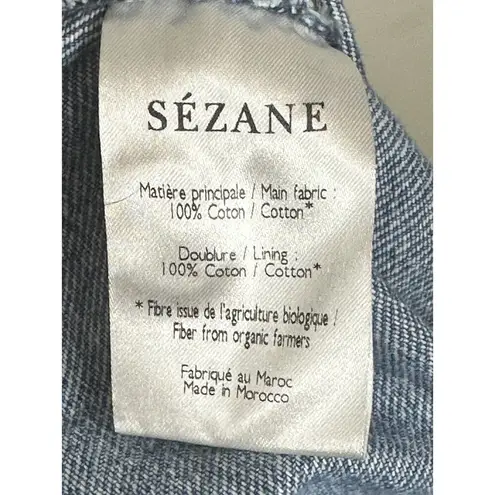 SÉZANE
Matière principale / Main fabric :
100% Coton / Cotton*
Doublure / Lining :
100% Coton / Cotton*
* Fibre issue de l'agriculture biologique /
Fiber from organic farmers
Fabriqué au Maroc
Made in Morocco